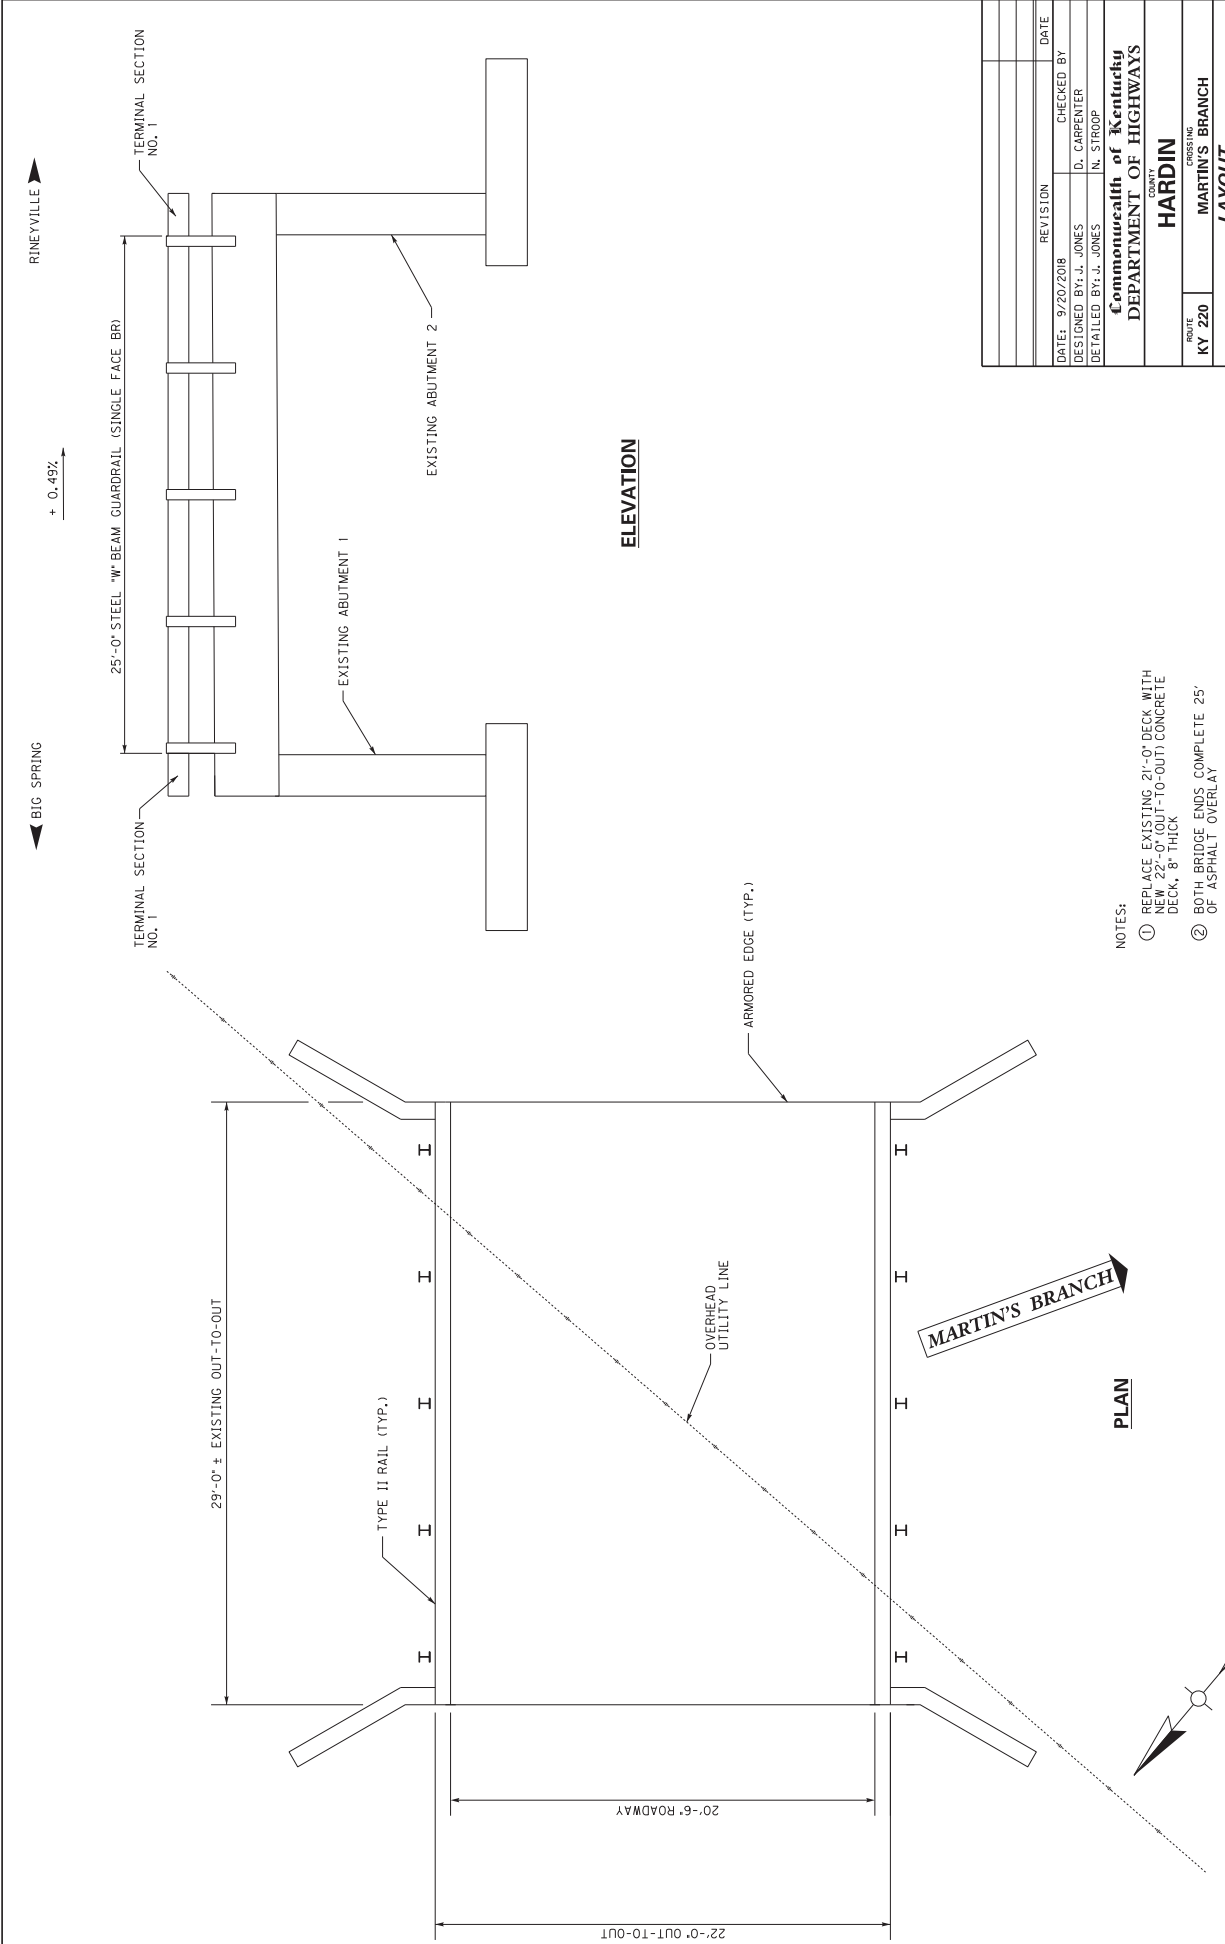 BIG SPRING
RINEYVILLE
+ 0.49%
25'-0" STEEL "W" BEAM GUARDRAIL (SINGLE FACE BR)
TERMINAL SECTION
NO. 1
TERMINAL SECTION
NO. 1
EXISTING ABUTMENT 1
EXISTING ABUTMENT 2
ELEVATION
29'-0" ± EXISTING OUT-TO-OUT
TYPE II RAIL (TYP.)
ARMORED EDGE (TYP.)
OVERHEAD
UTILITY LINE
20'-6" ROADWAY
22'-0" OUT-TO-OUT
MARTIN'S BRANCH
PLAN
NOTES:
1 REPLACE EXISTING 21'-0" DECK WITH
NEW 22'-0" (OUT-TO-OUT) CONCRETE
DECK, 8" THICK
2 BOTH BRIDGE ENDS COMPLETE 25'
OF ASPHALT OVERLAY
REVISION DATE
DATE: 9/20/2018 CHECKED BY
DESIGNED BY: J. JONES D. CARPENTER
DETAILED BY: J. JONES N. STROOP
Commonwealth of Kentucky
DEPARTMENT OF HIGHWAYS
COUNTY
HARDIN
ROUTE CROSSING
KY 220 MARTIN'S BRANCH
LAYOUT